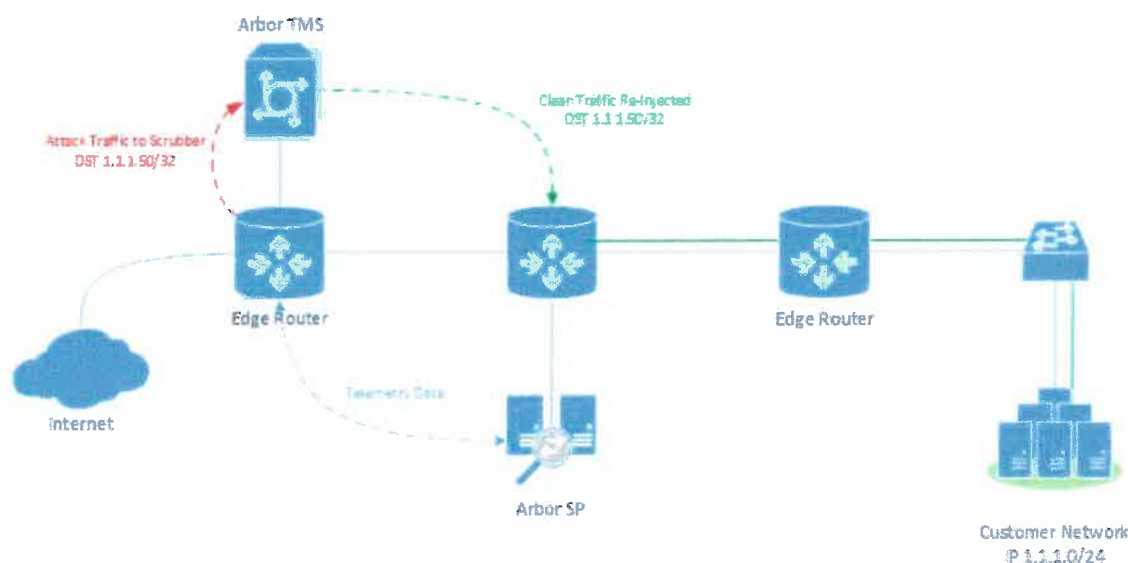 Arbor TMS
Clean Traffic Re-Injected
DST 1.1.1.50/32
Attack Traffic to Scrubber
DST 1.1.1.50/32
Edge Router
Edge Router
Telemetry Data
Internet
Arbor SP
Customer Network
IP 1.1.1.0/24